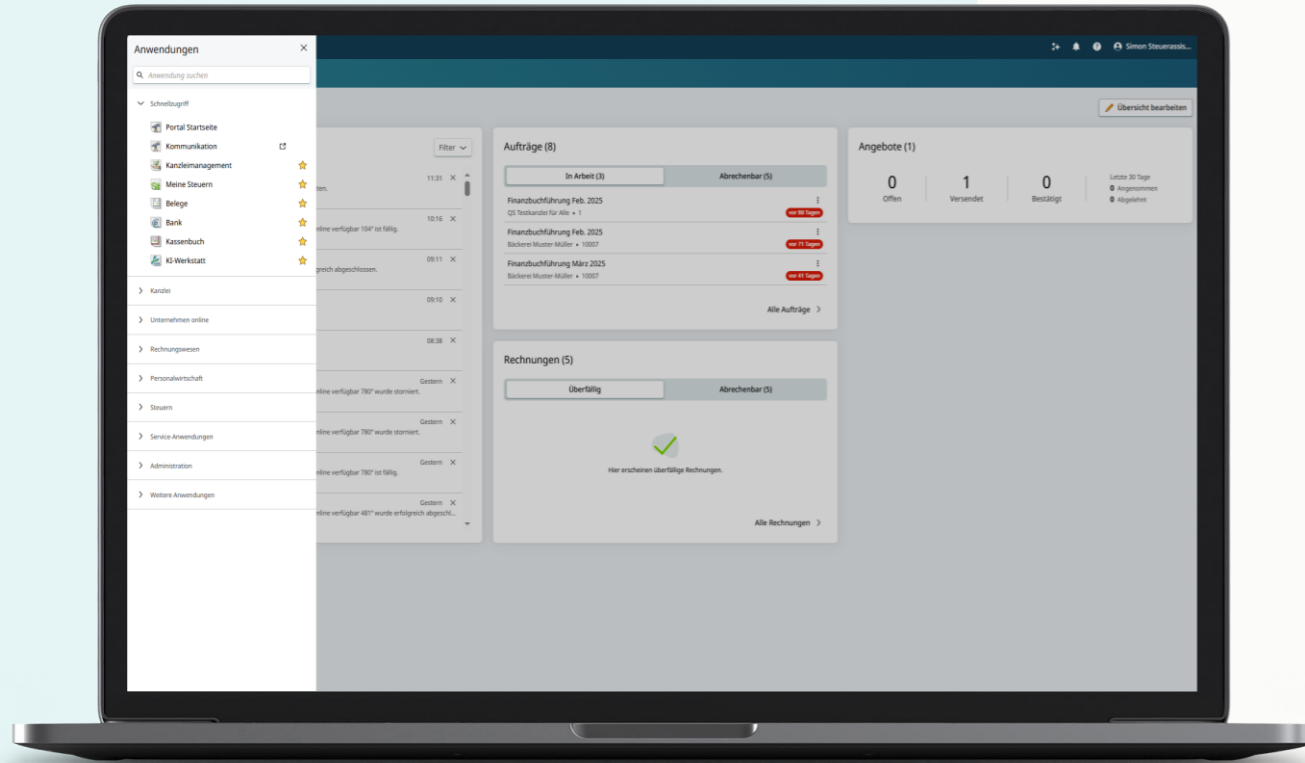 Anwendungen
Simon Steuerassis...
Anwendung suchen
Schnellzugriff
Portal Startseite
Kommunikation
Kanzleimanagement
Meine Steuern
Belege
Bank
Kassenbuch
KI-Werkstatt
Kanzlei
Unternehmen online
Rechnungswesen
Personalwirtschaft
Steuern
Service-Anwendungen
Administration
Weitere Anwendungen
Übersicht bearbeiten
Filter
11:31
ten.
10:16
nline verfügbar 104" ist fällig.
09:11
greich abgeschlossen.
09:10
08:38
Gestern
nline verfügbar 780" wurde storniert.
Gestern
nline verfügbar 780" wurde storniert.
Gestern
nline verfügbar 780" ist fällig.
Gestern
nline verfügbar 481" wurde erfolgreich abgeschl...
Aufträge (8)
In Arbeit (3) Abrechenbar (5)
Finanzbuchführung Feb. 2025
QS Testkanzlei für Alle • 1 vor 98 Tagen
Finanzbuchführung Feb. 2025
Bäckerei Muster-Müller • 10007 vor 71 Tagen
Finanzbuchführung März 2025
Bäckerei Muster-Müller • 10007 vor 41 Tagen
Alle Aufträge
Rechnungen (5)
Überfällig Abrechenbar (5)
Hier erscheinen überfällige Rechnungen.
Alle Rechnungen
Angebote (1)
0 1 0
Offen Versendet Bestätigt
Letzte 30 Tage
0 Angenommen
0 Abgelehnt